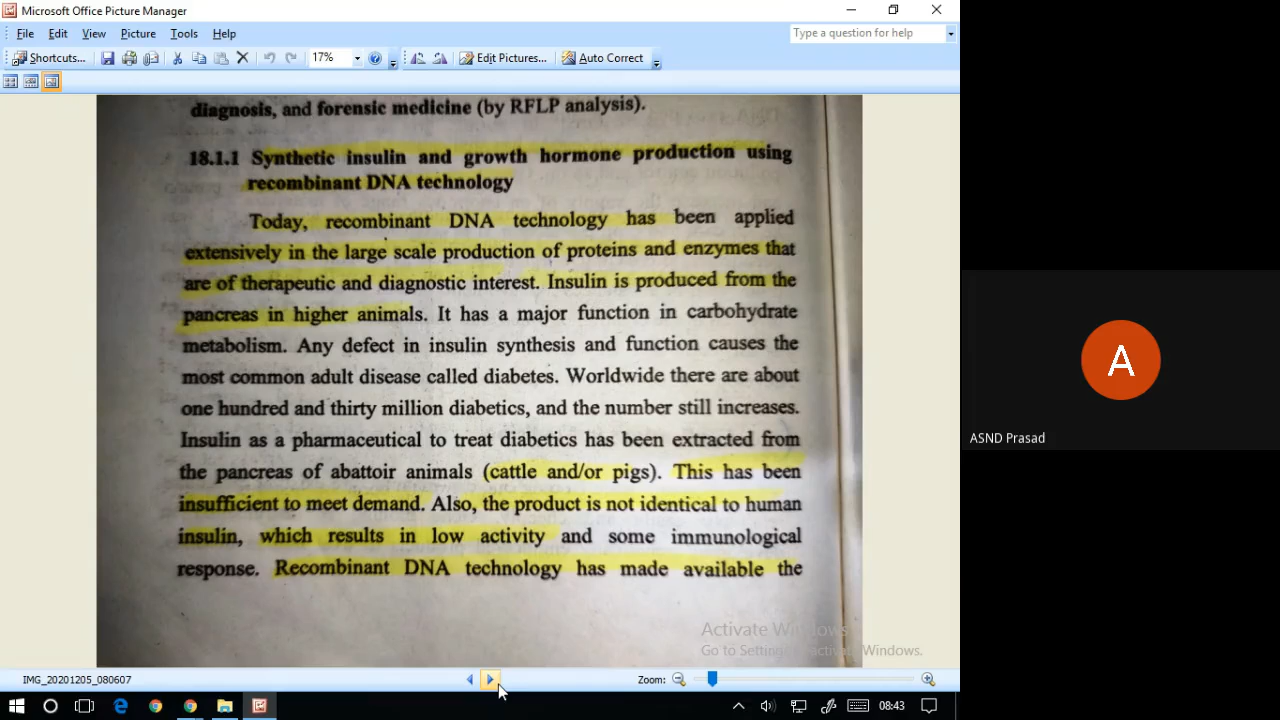 Microsoft Office Picture Manager
File Edit View Picture Tools Help
Type a question for help
Shortcuts...
17%
Edit Pictures...
Auto Correct
diagnosis, and forensic medicine (by RFLP analysis).
18.1.1 Synthetic insulin and growth hormone production using
recombinant DNA technology
Today, recombinant DNA technology has been applied
extensively in the large scale production of proteins and enzymes that
are of therapeutic and diagnostic interest. Insulin is produced from the
pancreas in higher animals. It has a major function in carbohydrate
metabolism. Any defect in insulin synthesis and function causes the
most common adult disease called diabetes. Worldwide there are about
one hundred and thirty million diabetics, and the number still increases.
Insulin as a pharmaceutical to treat diabetics has been extracted from
the pancreas of abattoir animals (cattle and/or pigs). This has been
insufficient to meet demand. Also, the product is not identical to human
insulin, which results in low activity and some immunological
response. Recombinant DNA technology has made available the
Activate Windows
Go to Settings to activate Windows.
IMG_20201205_080607
Zoom:
08:43
A
ASND Prasad